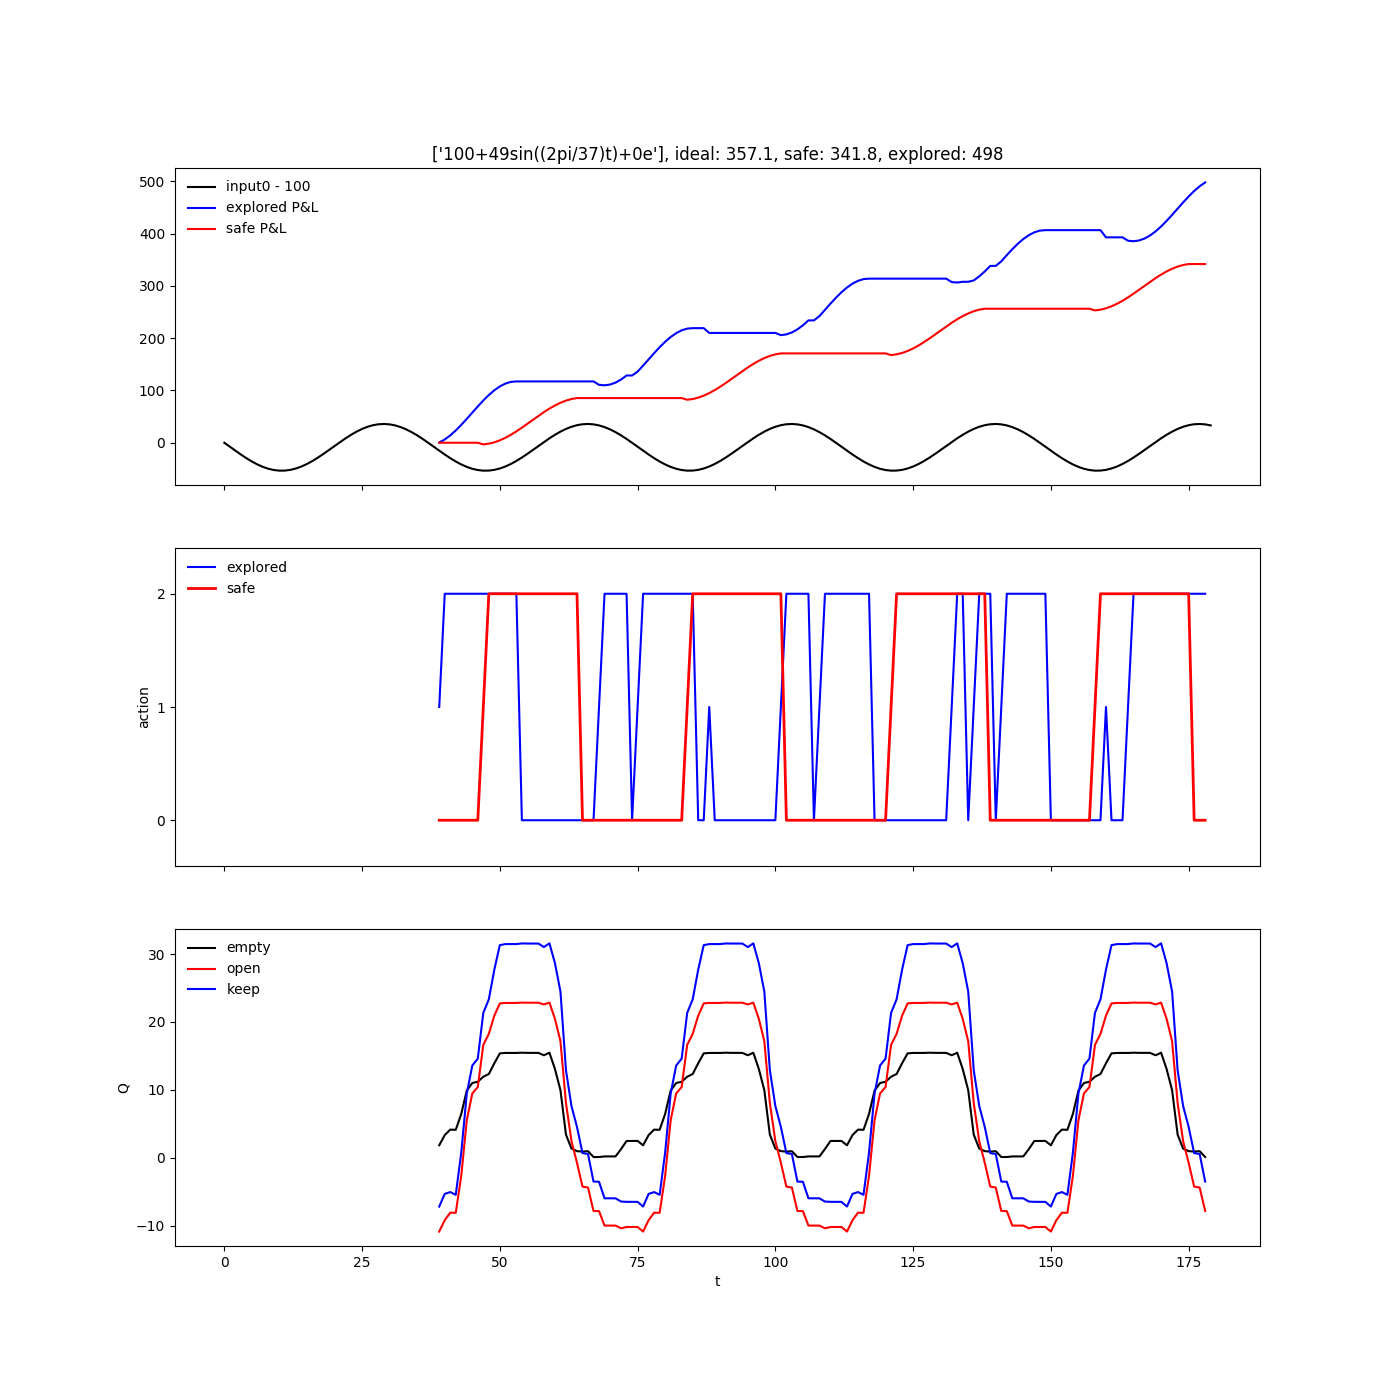 ['100+49sin((2pi/37)t)+0e'], ideal: 357.1, safe: 341.8, explored: 498
500
400
300
200
100
0
input0 - 100
explored P&L
safe P&L
action
2
1
0
explored
safe
Q
30
20
10
0
−10
empty
open
keep
0 25 50 75 100 125 150 175
t